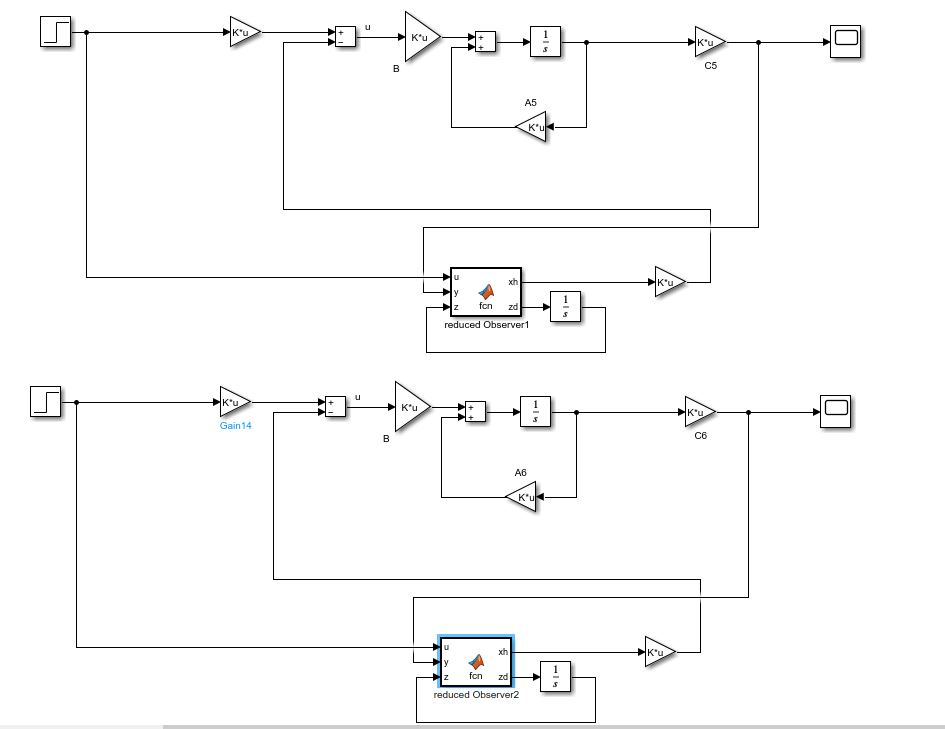 K*u
+
−
u
K*u
B
+
+
1
s
K*u
C5
A5
K*u
u
y
z
fcn
xh
zd
reduced Observer1
1
s
K*u
K*u
Gain14
+
−
u
K*u
B
+
+
1
s
K*u
C6
A6
K*u
u
y
z
fcn
xh
zd
reduced Observer2
1
s
K*u